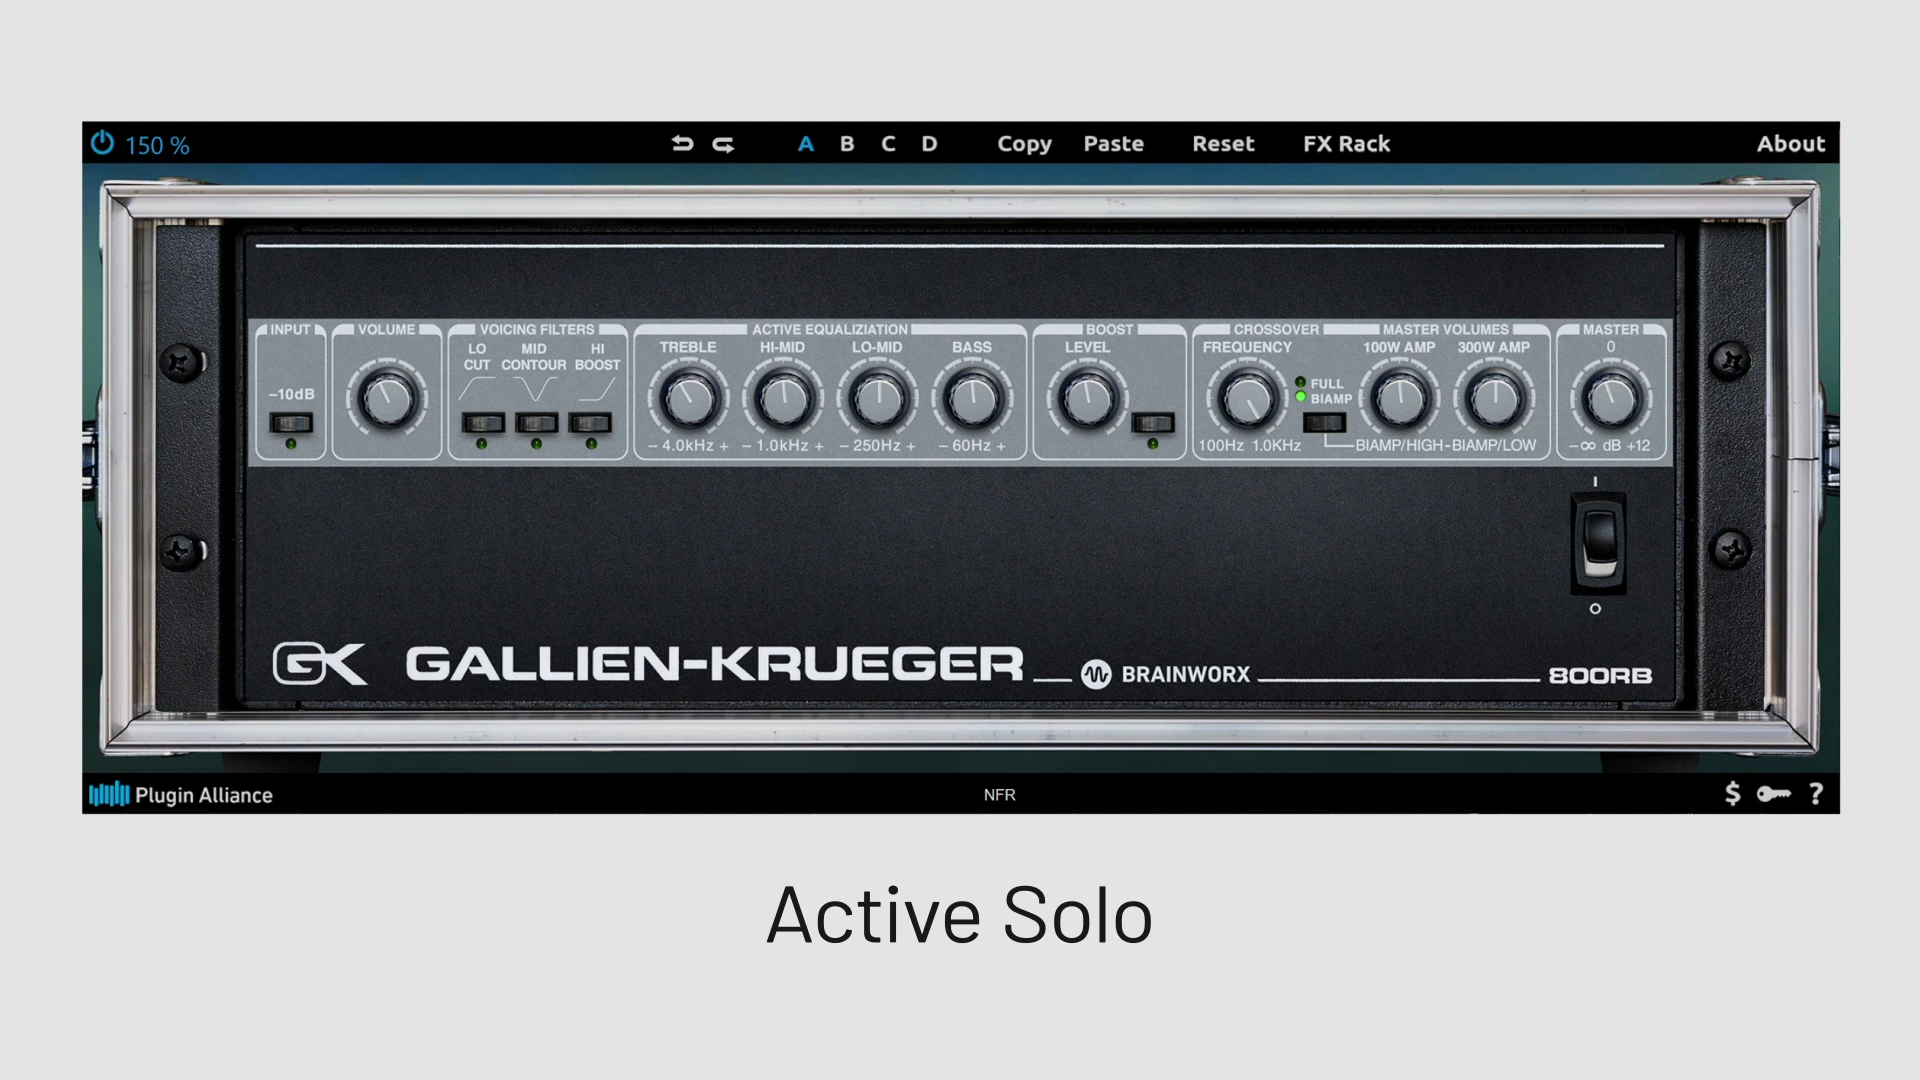 150 %
A B C D Copy Paste Reset FX Rack About
INPUT VOLUME VOICING FILTERS ACTIVE EQUALIZIATION BOOST CROSSOVER MASTER VOLUMES MASTER
LO MID HI TREBLE HI-MID LO-MID BASS LEVEL FREQUENCY 100W AMP 300W AMP 0
CUT CONTOUR BOOST
FULL
-10dB BIAMP
- 4.0kHz + - 1.0kHz + - 250Hz + - 60Hz + 100Hz 1.0KHz BIAMP/HIGH-BIAMP/LOW -∞ dB +12
I
O
GK GALLIEN-KRUEGER BRAINWORX 800RB
Plugin Alliance NFR $ ?
Active Solo